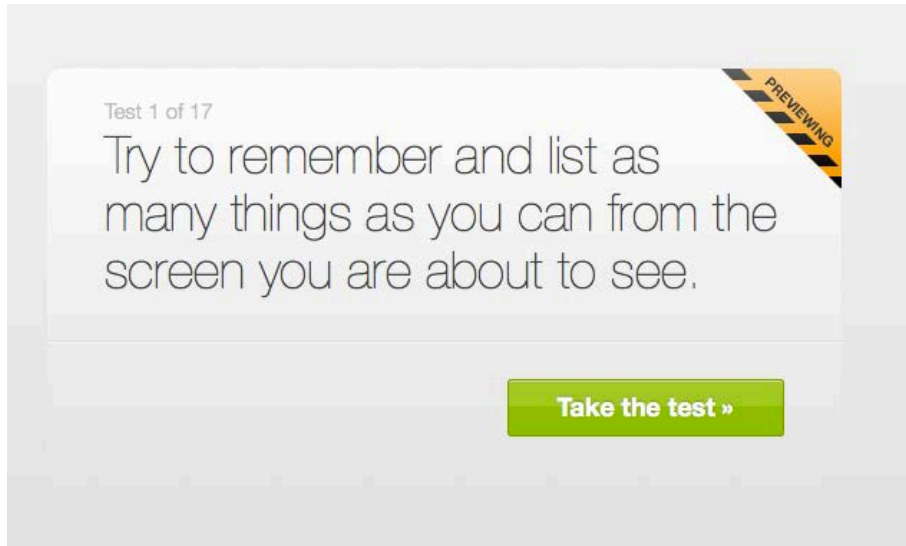 Test 1 of 17
PREVIEWING
Try to remember and list as
many things as you can from the
screen you are about to see.
Take the test »